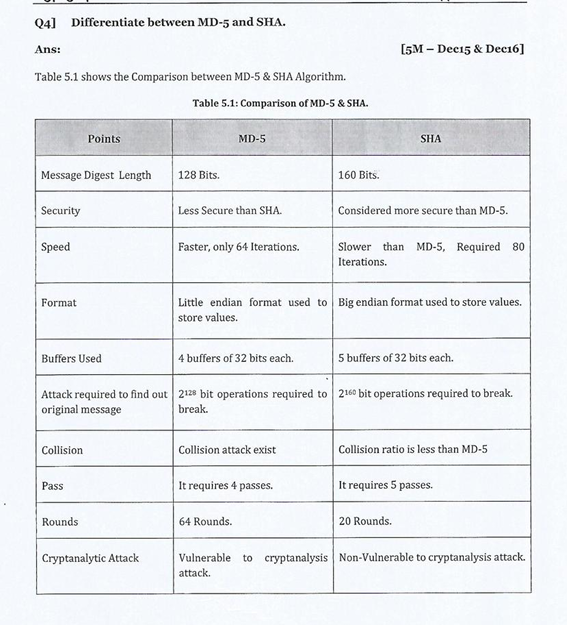 Q4] Differentiate between MD-5 and SHA.
Ans: [5M – Dec15 & Dec16]
Table 5.1 shows the Comparison between MD-5 & SHA Algorithm.
Table 5.1: Comparison of MD-5 & SHA.
Points MD-5 SHA
Message Digest Length 128 Bits. 160 Bits.
Security Less Secure than SHA. Considered more secure than MD-5.
Speed Faster, only 64 Iterations. Slower than MD-5, Required 80
Iterations.
Format Little endian format used to Big endian format used to store values.
store values.
Buffers Used 4 buffers of 32 bits each. 5 buffers of 32 bits each.
Attack required to find out 2¹²⁸ bit operations required to 2¹⁶⁰ bit operations required to break.
original message break.
Collision Collision attack exist Collision ratio is less than MD-5
Pass It requires 4 passes. It requires 5 passes.
Rounds 64 Rounds. 20 Rounds.
Cryptanalytic Attack Vulnerable to cryptanalysis Non-Vulnerable to cryptanalysis attack.
attack.